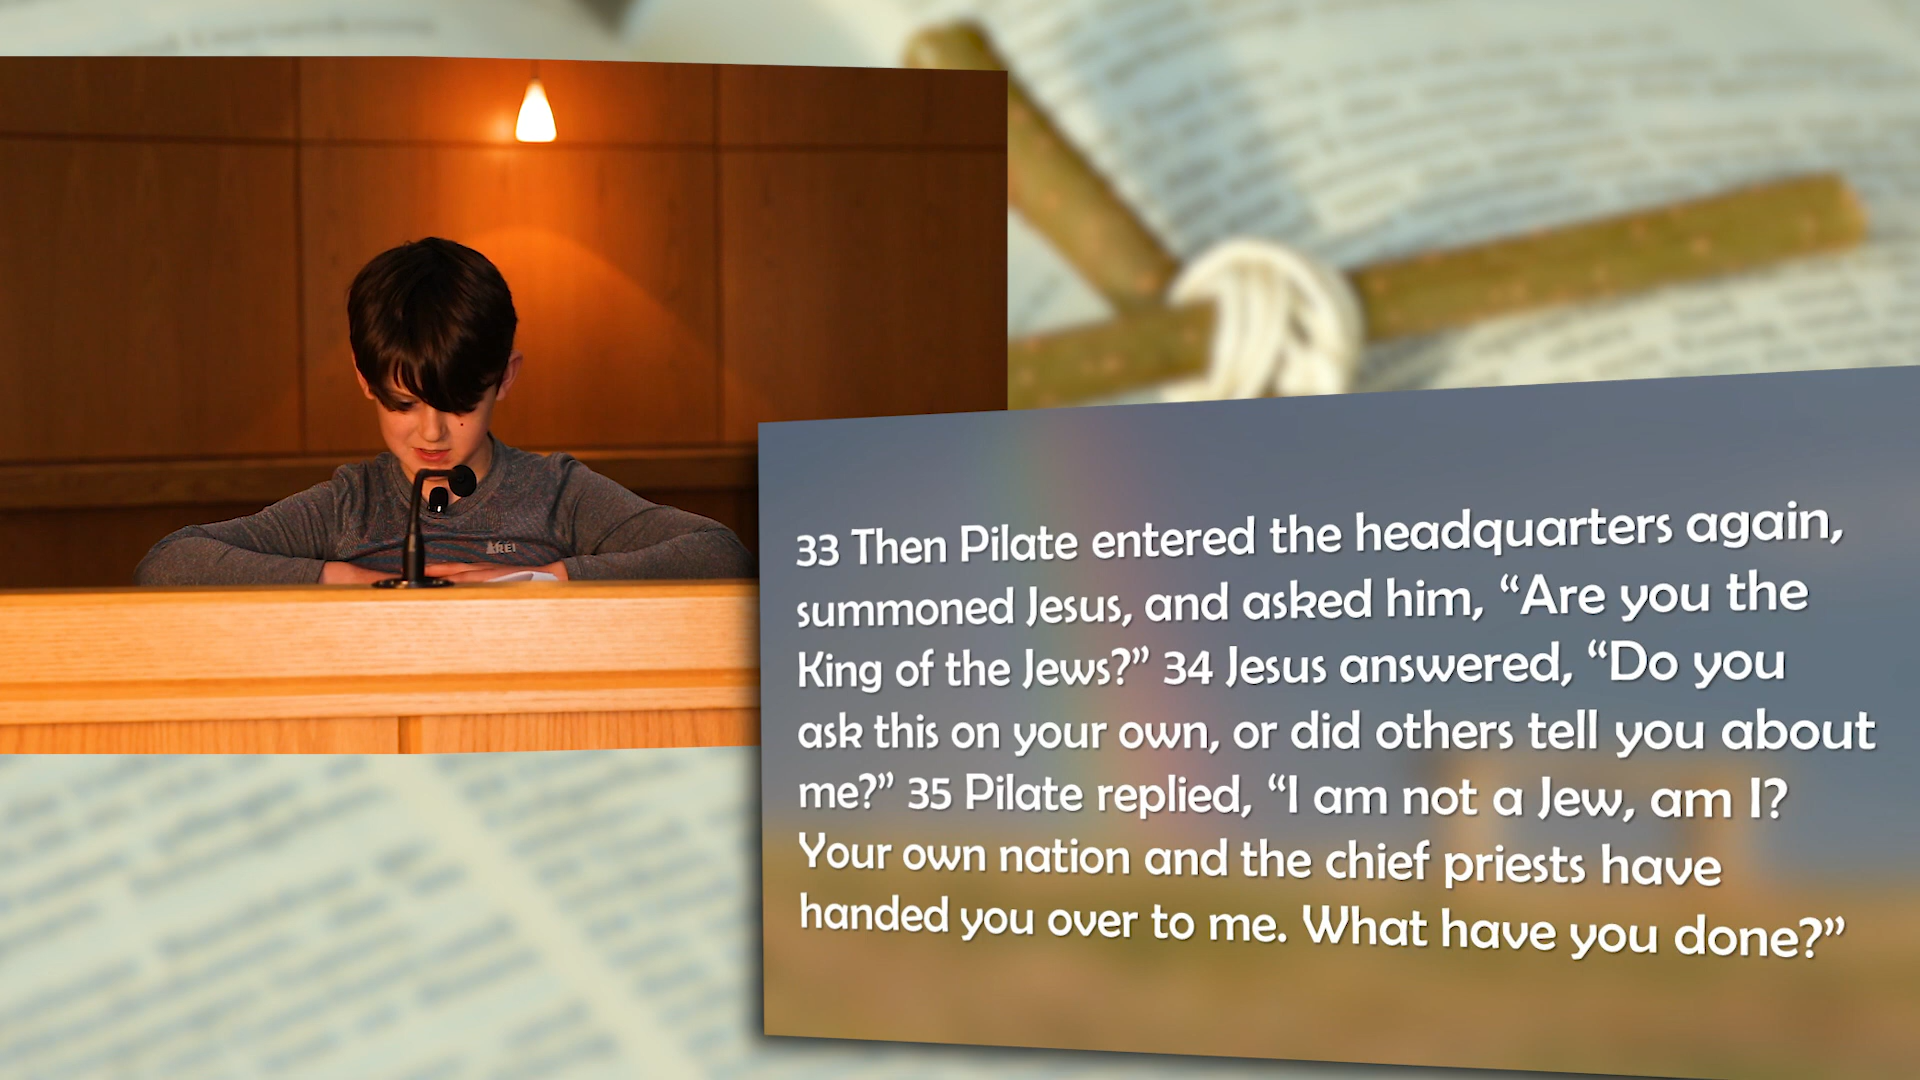 33 Then Pilate entered the headquarters again,
summoned Jesus, and asked him, “Are you the
King of the Jews?” 34 Jesus answered, “Do you
ask this on your own, or did others tell you about
me?” 35 Pilate replied, “I am not a Jew, am I?
Your own nation and the chief priests have
handed you over to me. What have you done?”
REI